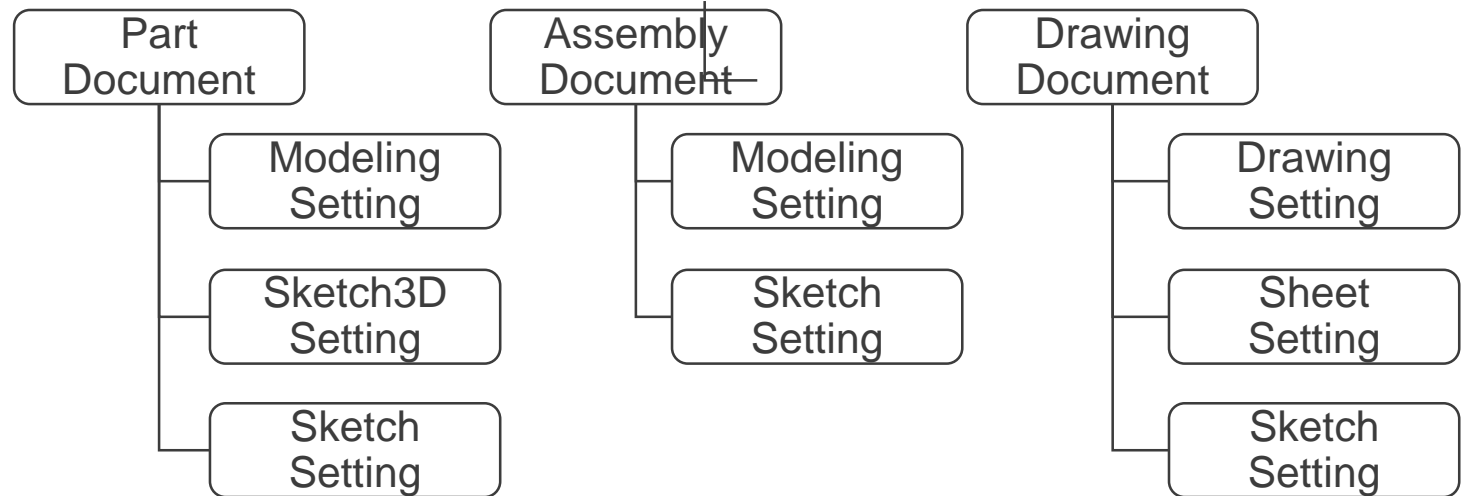 Part
Document
Modeling
Setting
Sketch3D
Setting
Sketch
Setting
Assembly
Document
Modeling
Setting
Sketch
Setting
Drawing
Document
Drawing
Setting
Sheet
Setting
Sketch
Setting